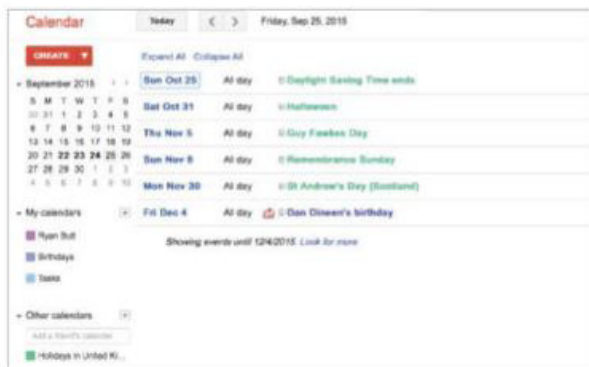 Calendar
Today
Friday, Sep 25, 2015
CREATE
Expand All Collapse All
September 2015
S M T W T F S
30 31 1 2 3 4 5
6 7 8 9 10 11 12
13 14 15 16 17 18 19
20 21 22 23 24 25 26
27 28 29 30 1 2 3
4 5 6 7 8 9 10
Sun Oct 25 All day Daylight Saving Time ends
Sat Oct 31 All day Halloween
Thu Nov 5 All day Guy Fawkes Day
Sun Nov 8 All day Remembrance Sunday
Mon Nov 30 All day St Andrew's Day (Scotland)
Fri Dec 4 All day Dan Dineen's birthday
Showing events until 12/4/2015. Look for more
My calendars
Ryan Butt
Birthdays
Tasks
Other calendars
Add a friend's calendar
Holidays in United Ki...